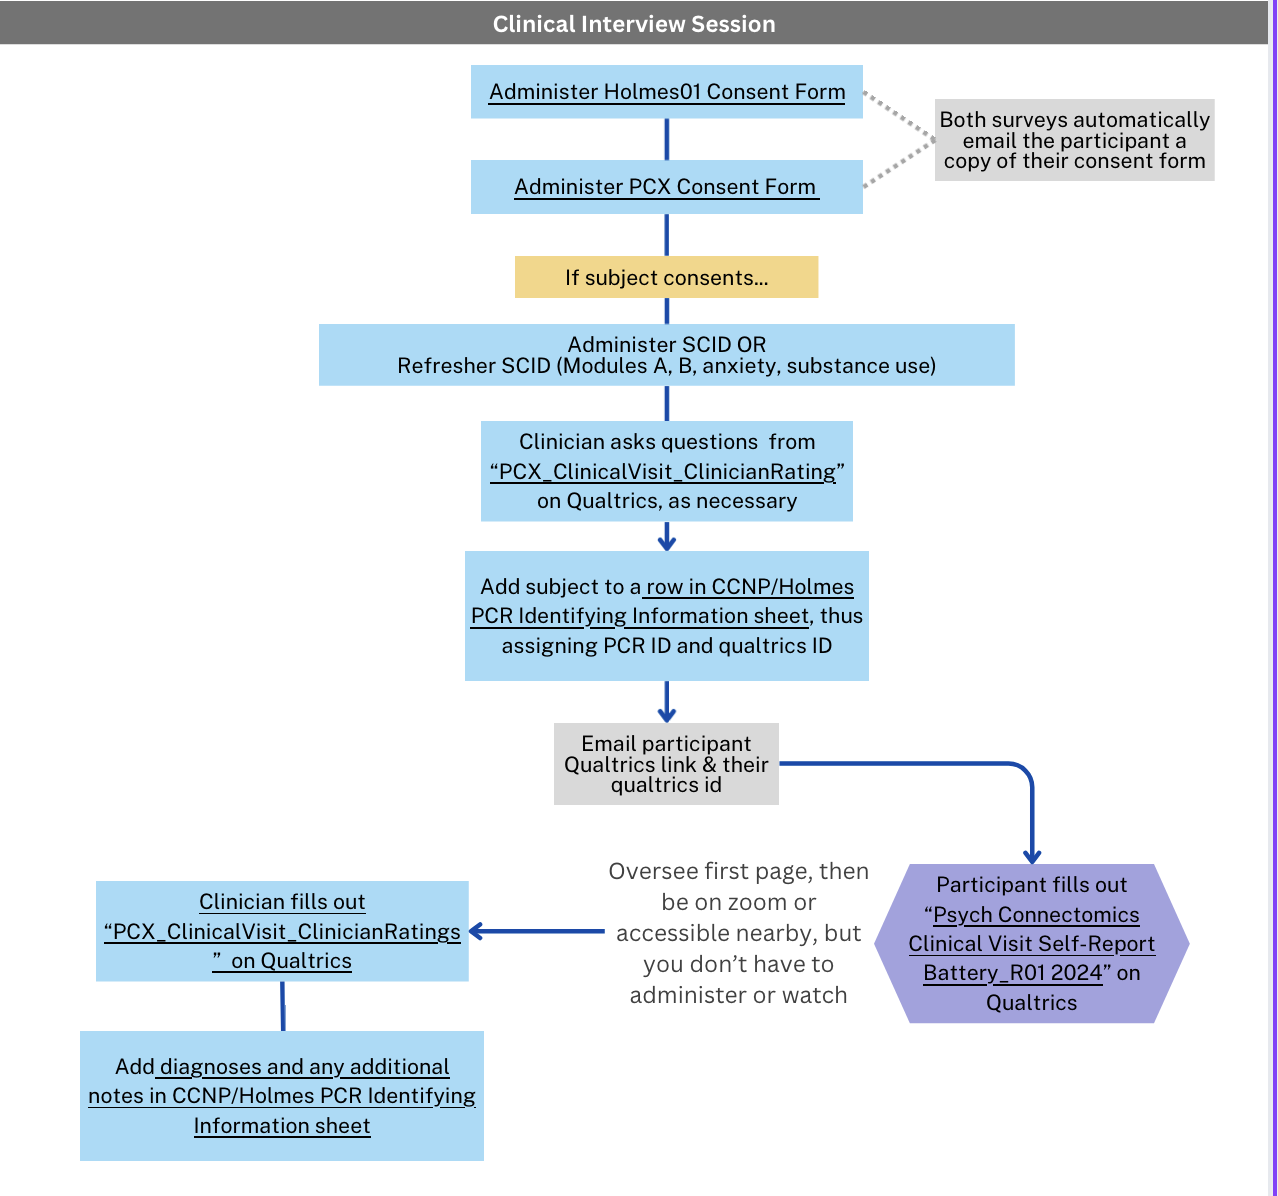 Clinical Interview Session
Administer Holmes01 Consent Form
Both surveys automatically
email the participant a
copy of their consent form
Administer PCX Consent Form
If subject consents...
Administer SCID OR
Refresher SCID (Modules A, B, anxiety, substance use)
Clinician asks questions from
“PCX_ClinicalVisit_ClinicianRating”
on Qualtrics, as necessary
Add subject to a row in CCNP/Holmes
PCR Identifying Information sheet, thus
assigning PCR ID and qualtrics ID
Email participant
Qualtrics link & their
qualtrics id
Participant fills out
“Psych Connectomics
Clinical Visit Self-Report
Battery_R01 2024” on
Qualtrics
Oversee first page, then
be on zoom or
accessible nearby, but
you don’t have to
administer or watch
Clinician fills out
“PCX_ClinicalVisit_ClinicianRatings
” on Qualtrics
Add diagnoses and any additional
notes in CCNP/Holmes PCR Identifying
Information sheet